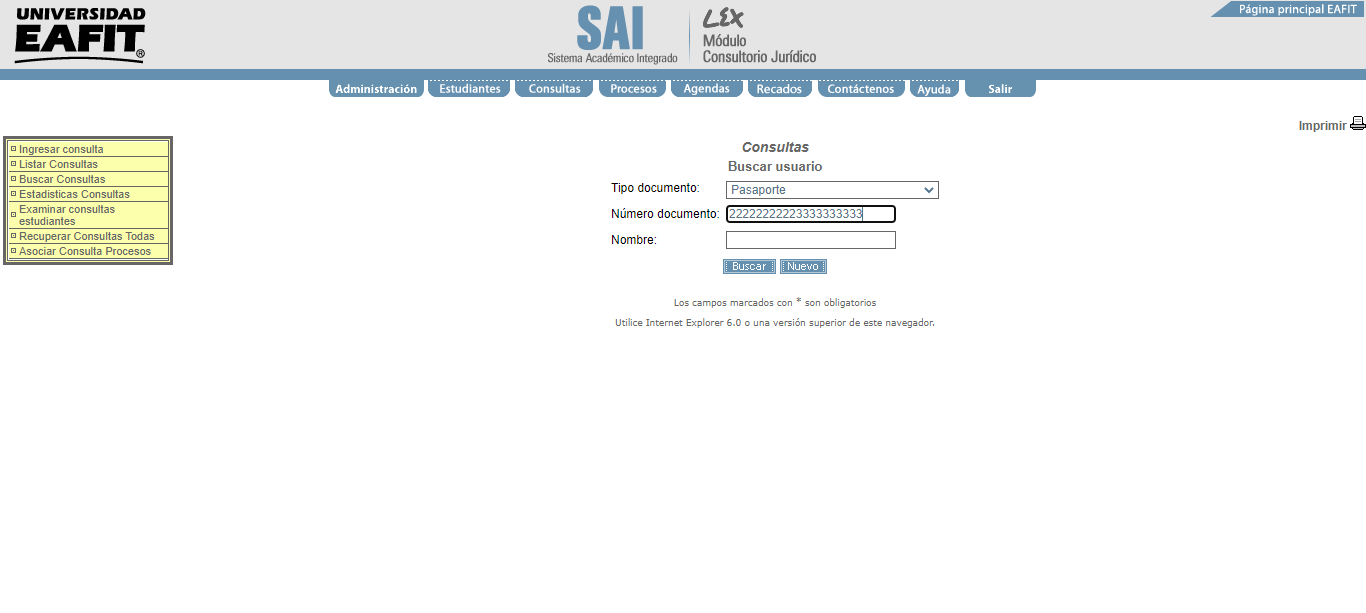 UNIVERSIDAD
EAFIT®
SAI
Sistema Académico Integrado
LEX
Módulo
Consultorio Jurídico
Página principal EAFIT
Administración Estudiantes Consultas Procesos Agendas Recados Contáctenos Ayuda Salir
Imprimir
Ingresar consulta
Listar Consultas
Buscar Consultas
Estadisticas Consultas
Examinar consultas
estudiantes
Recuperar Consultas Todas
Asociar Consulta Procesos
Consultas
Buscar usuario
Tipo documento: Pasaporte
Número documento: 22222222223333333333
Nombre:
Buscar Nuevo
Los campos marcados con * son obligatorios
Utilice Internet Explorer 6.0 o una versión superior de este navegador.